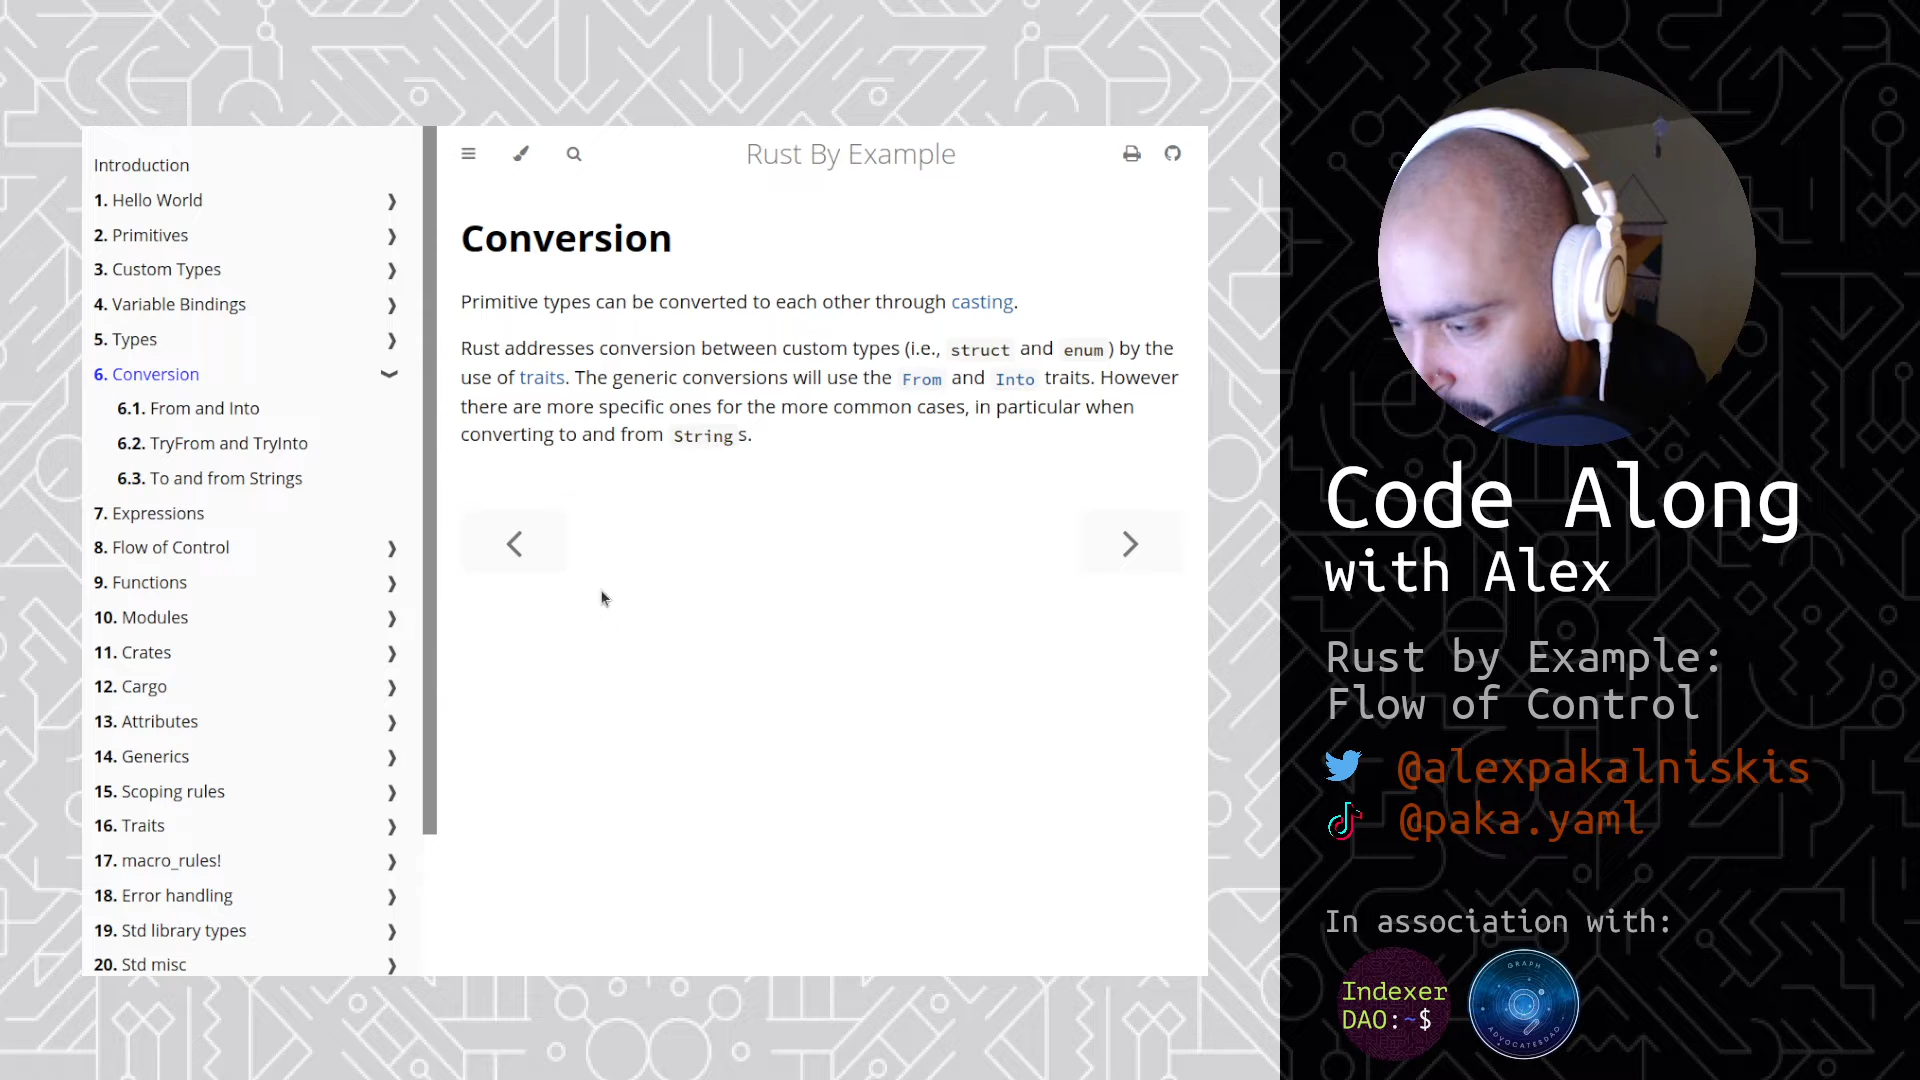 Introduction
1. Hello World
2. Primitives
3. Custom Types
4. Variable Bindings
5. Types
6. Conversion
6.1. From and Into
6.2. TryFrom and TryInto
6.3. To and from Strings
7. Expressions
8. Flow of Control
9. Functions
10. Modules
11. Crates
12. Cargo
13. Attributes
14. Generics
15. Scoping rules
16. Traits
17. macro_rules!
18. Error handling
19. Std library types
20. Std misc
Rust By Example
Conversion
Primitive types can be converted to each other through casting.
Rust addresses conversion between custom types (i.e., struct and enum) by the
use of traits. The generic conversions will use the From and Into traits. However
there are more specific ones for the more common cases, in particular when
converting to and from Strings.
Code Along
with Alex
Rust by Example:
Flow of Control
@alexpakalniskis
@paka.yaml
In association with:
Indexer
DAO:~$
GRAPH
ADVOCATESDAO